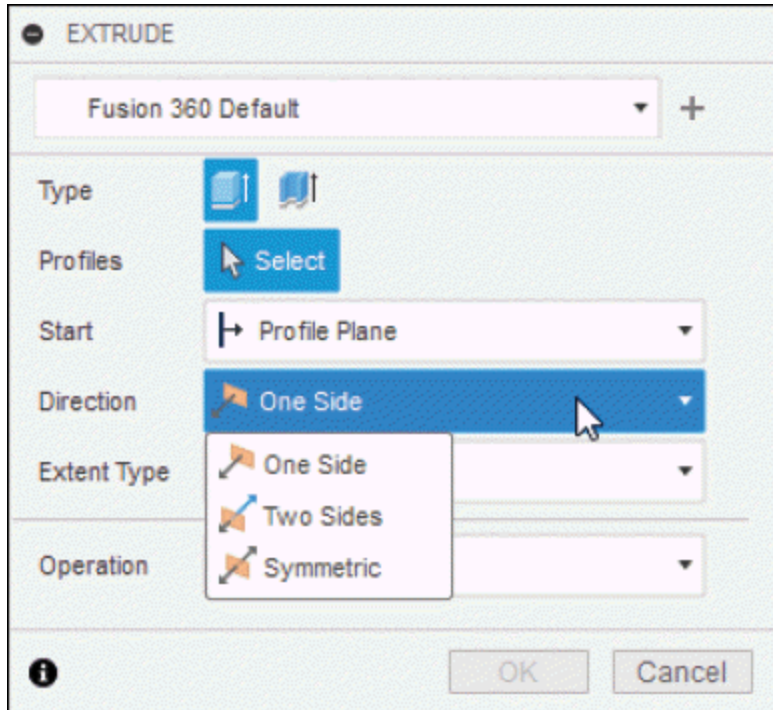 EXTRUDE
Fusion 360 Default
Type
Profiles Select
Start Profile Plane
Direction One Side
One Side
Extent Type
Two Sides
Symmetric
Operation
OK Cancel